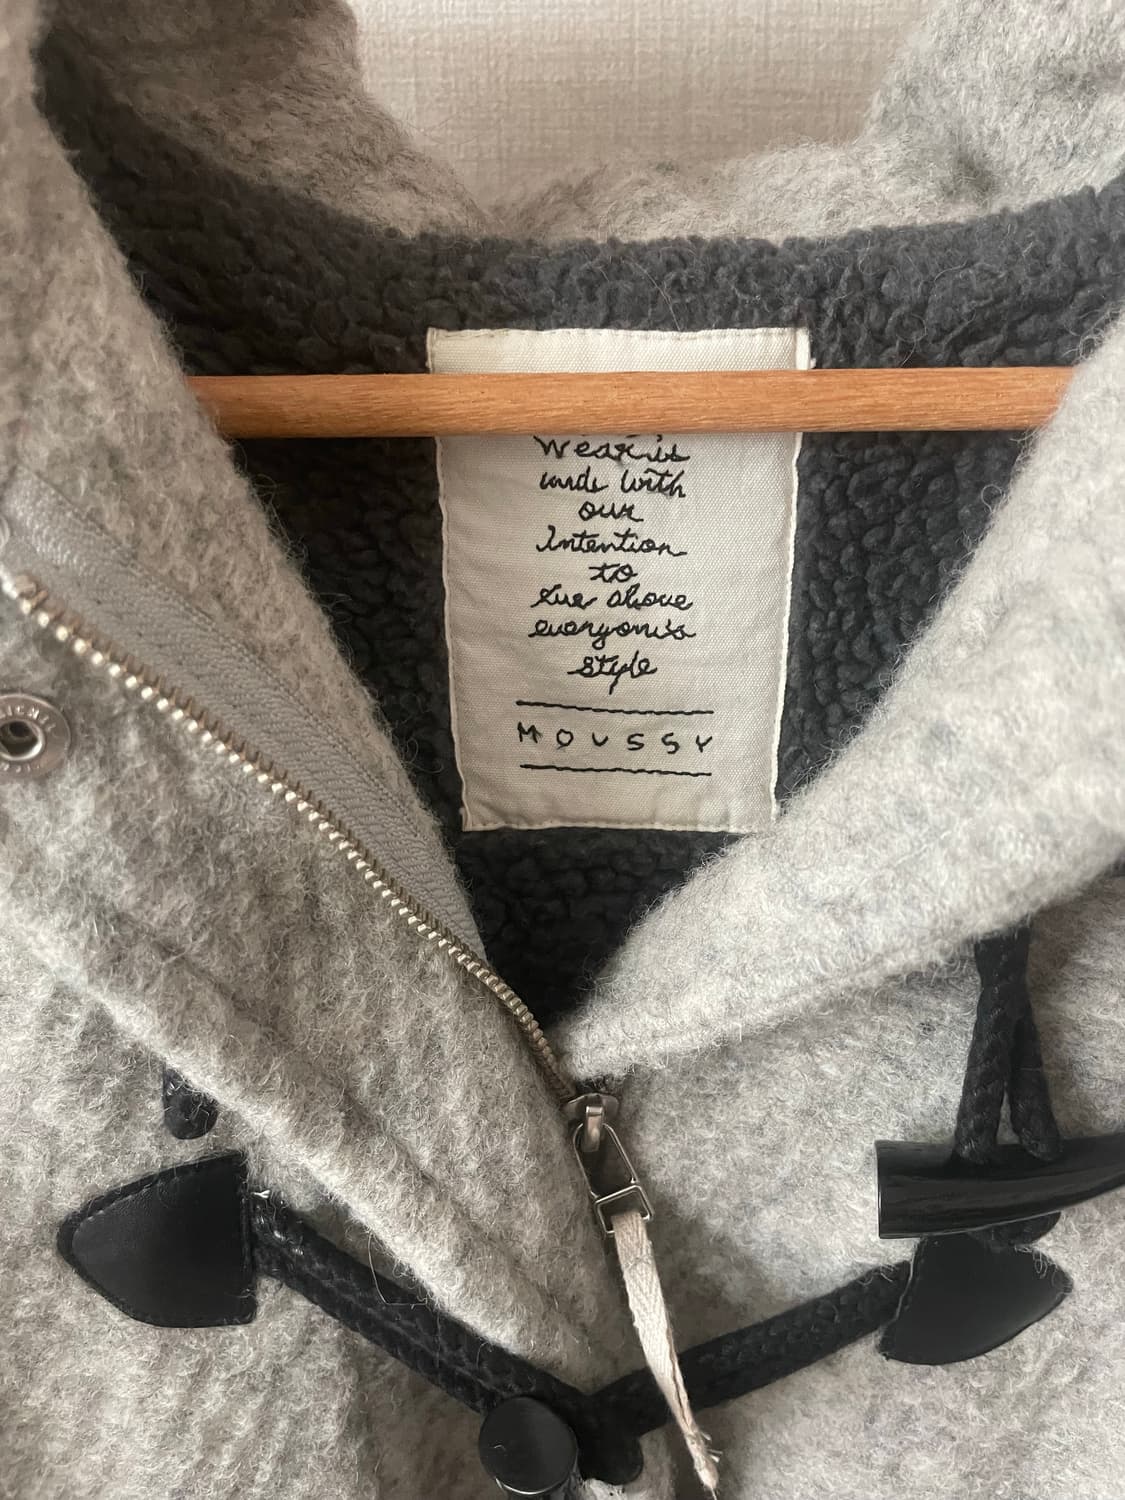 Wear is
made with
our
Intention
to
live above
everyone's
style
MOUSSY